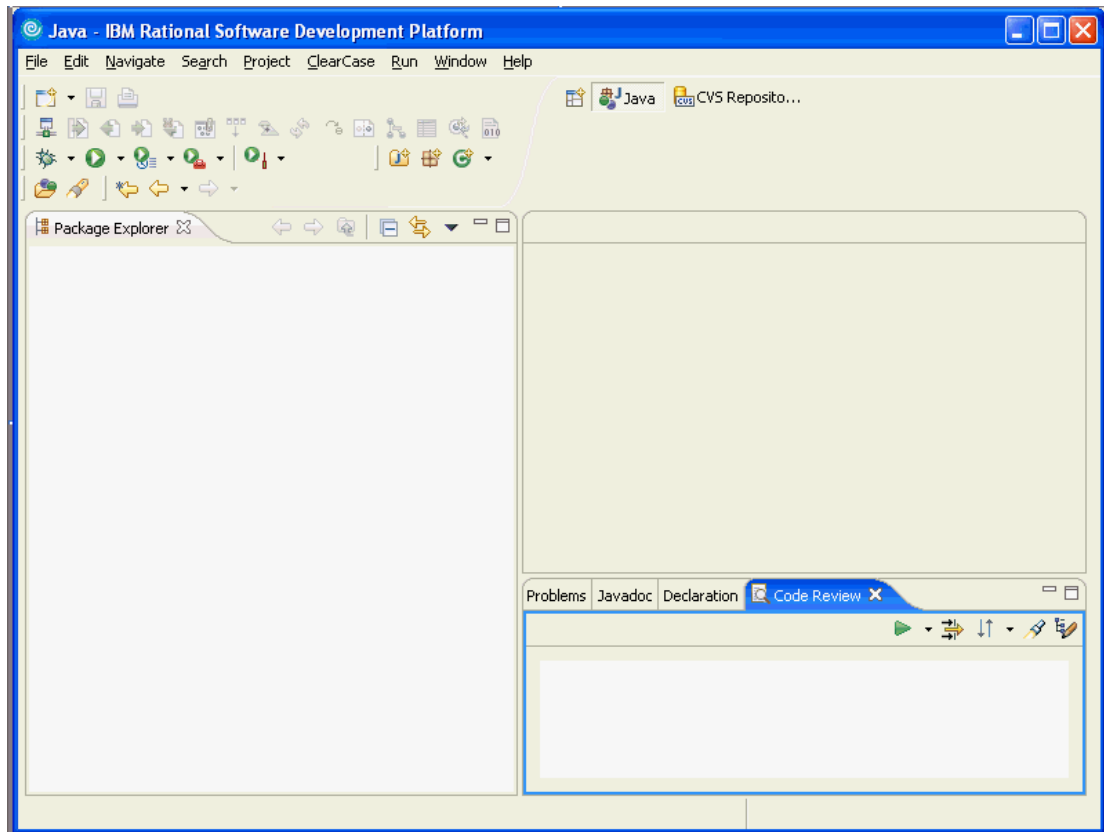 Java - IBM Rational Software Development Platform
File Edit Navigate Search Project ClearCase Run Window Help
Java CVS Reposito...
010
Package Explorer
Problems Javadoc Declaration Code Review